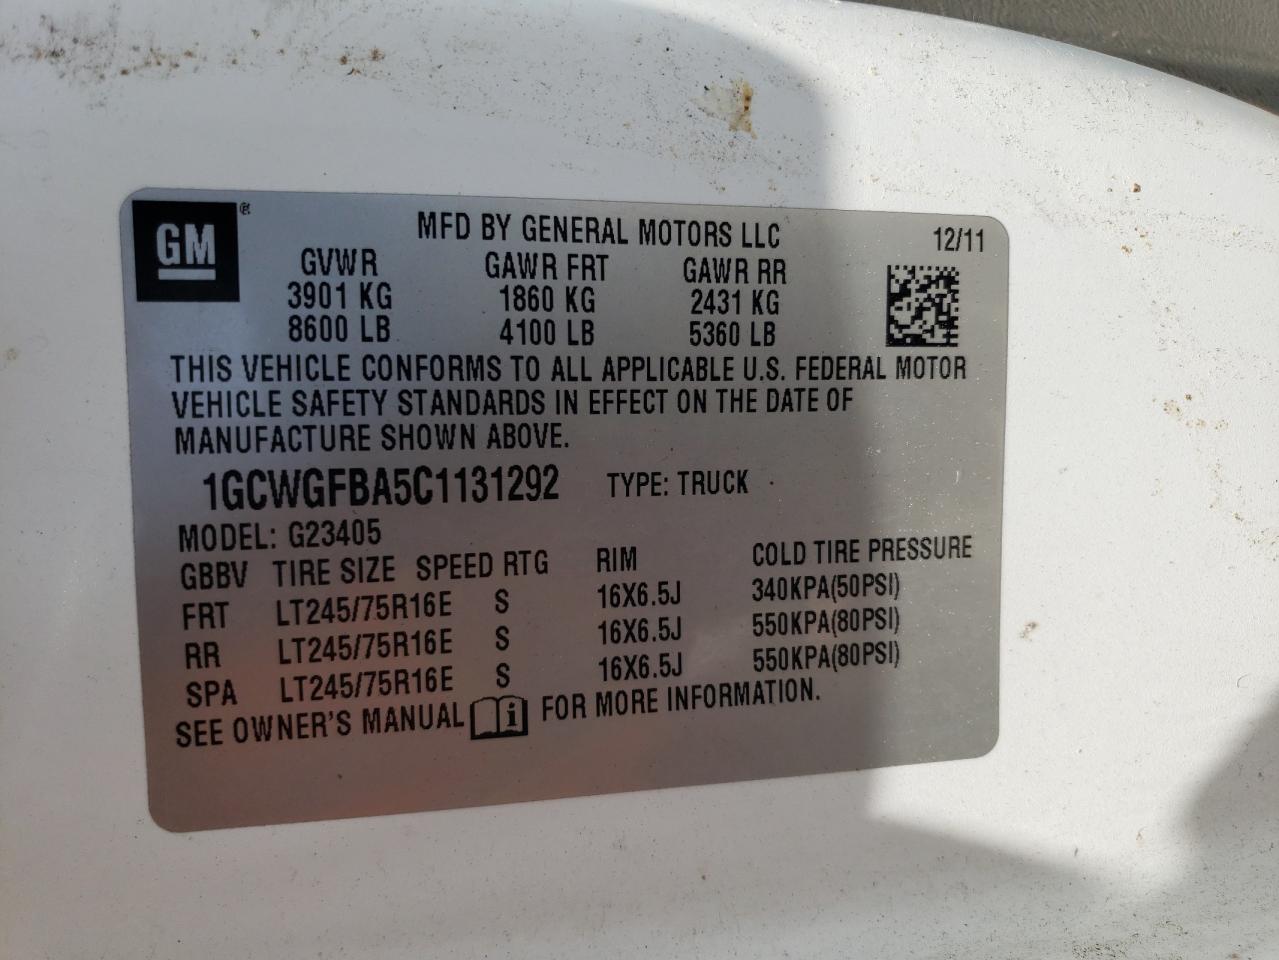 GM ®
MFD BY GENERAL MOTORS LLC 12/11
GVWR GAWR FRT GAWR RR
3901 KG 1860 KG 2431 KG
8600 LB 4100 LB 5360 LB
THIS VEHICLE CONFORMS TO ALL APPLICABLE U.S. FEDERAL MOTOR
VEHICLE SAFETY STANDARDS IN EFFECT ON THE DATE OF
MANUFACTURE SHOWN ABOVE.
1GCWGFBA5C1131292 TYPE: TRUCK
MODEL: G23405
GBBV TIRE SIZE SPEED RTG RIM COLD TIRE PRESSURE
FRT LT245/75R16E S 16X6.5J 340KPA(50PSI)
RR LT245/75R16E S 16X6.5J 550KPA(80PSI)
SPA LT245/75R16E S 16X6.5J 550KPA(80PSI)
SEE OWNER'S MANUAL i FOR MORE INFORMATION.